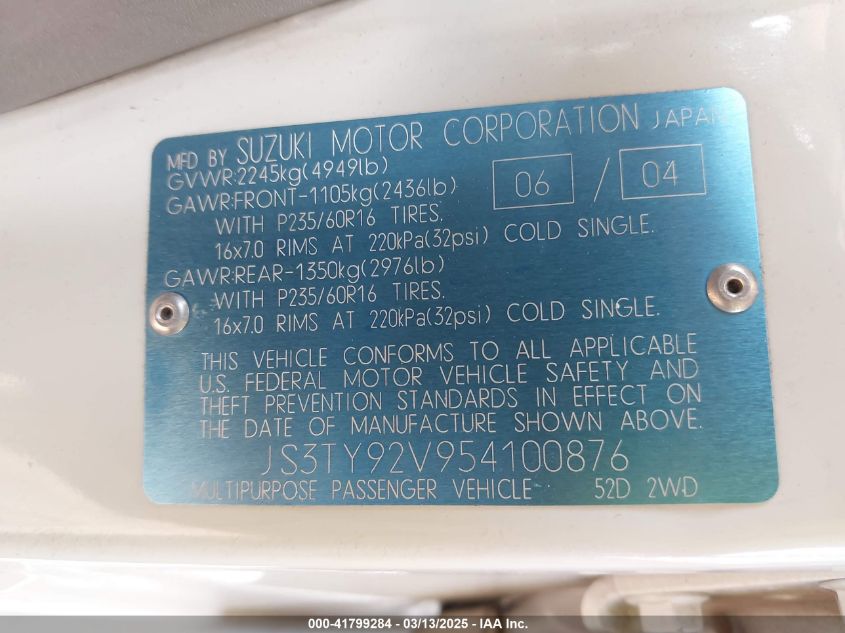 MFD BY SUZUKI MOTOR CORPORATION JAPAN
GVWR:2245kg(4949lb)
GAWR:FRONT-1105kg(2436lb) 06 / 04
WITH P235/60R16 TIRES.
16x7.0 RIMS AT 220kPa(32psi) COLD SINGLE.
GAWR:REAR-1350kg(2976lb)
WITH P235/60R16 TIRES.
16x7.0 RIMS AT 220kPa(32psi) COLD SINGLE.
THIS VEHICLE CONFORMS TO ALL APPLICABLE
U.S. FEDERAL MOTOR VEHICLE SAFETY AND
THEFT PREVENTION STANDARDS IN EFFECT ON
THE DATE OF MANUFACTURE SHOWN ABOVE.
JS3TY92V954100876
MULTIPURPOSE PASSENGER VEHICLE 52D 2WD
000-41799284 - 03/13/2025 - IAA Inc.